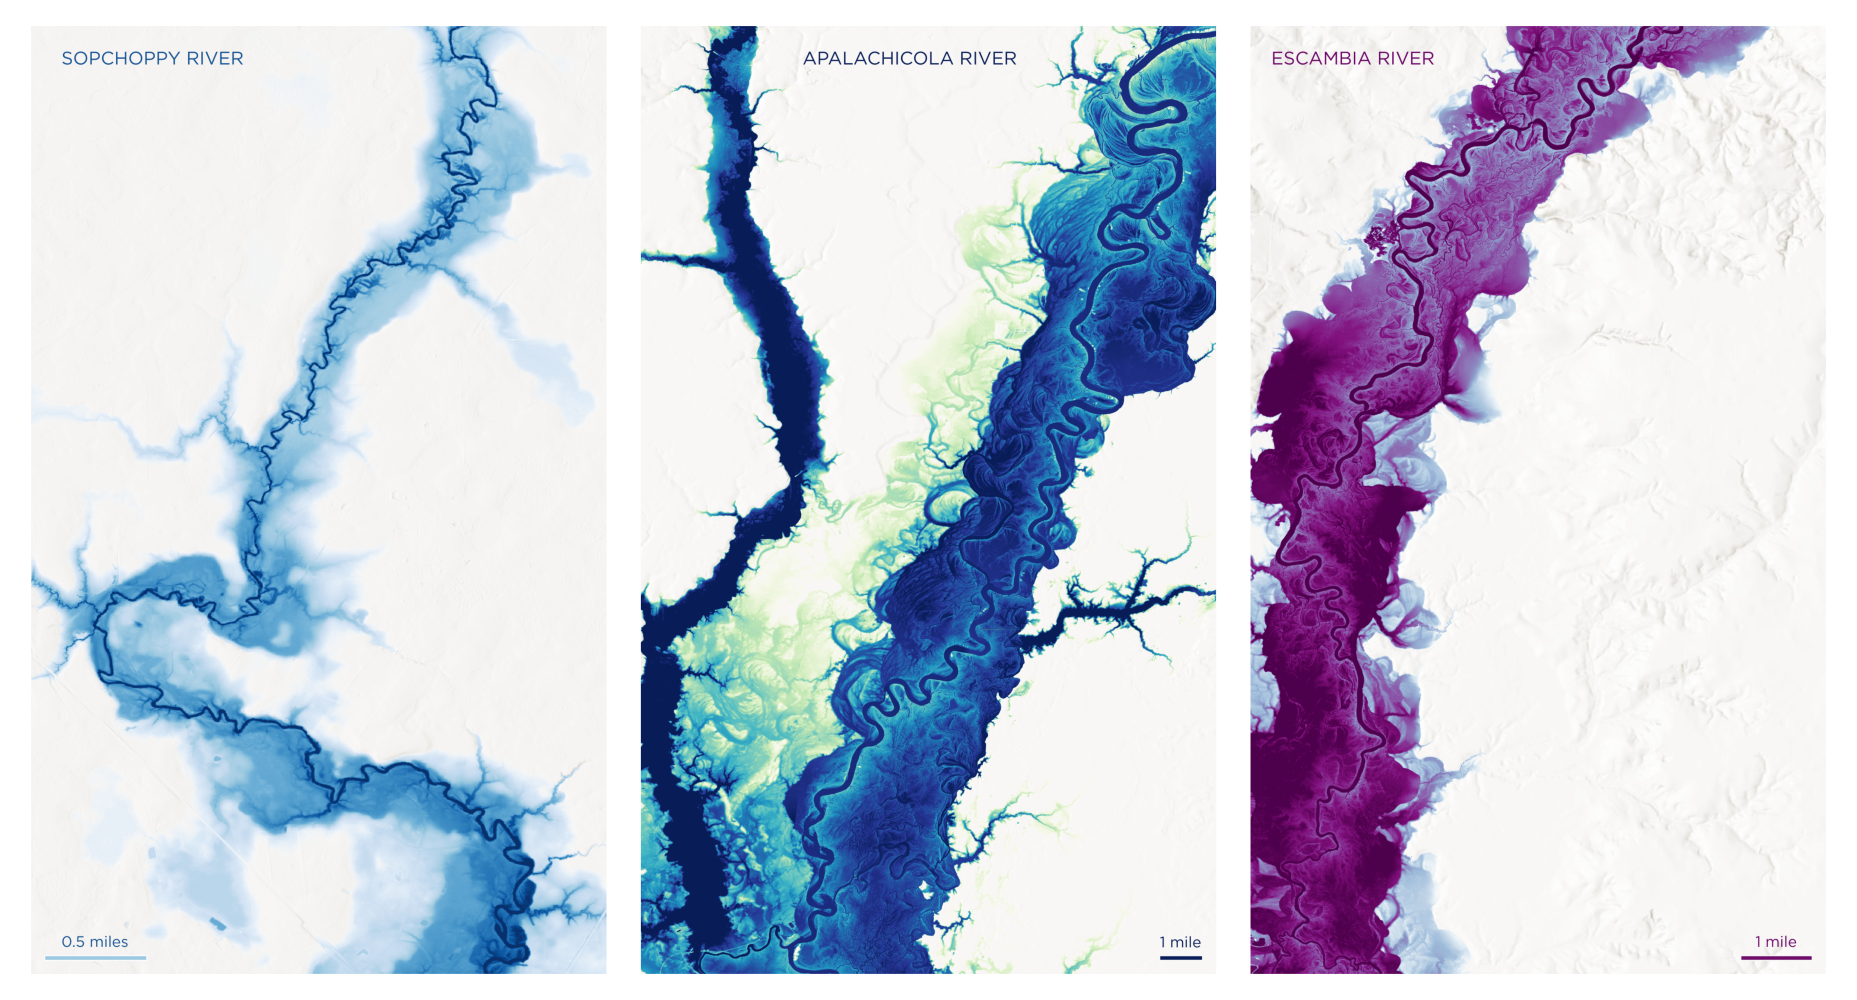 SOPCHOPPY RIVER
APALACHICOLA RIVER
ESCAMBIA RIVER
0.5 miles
1 mile
1 mile